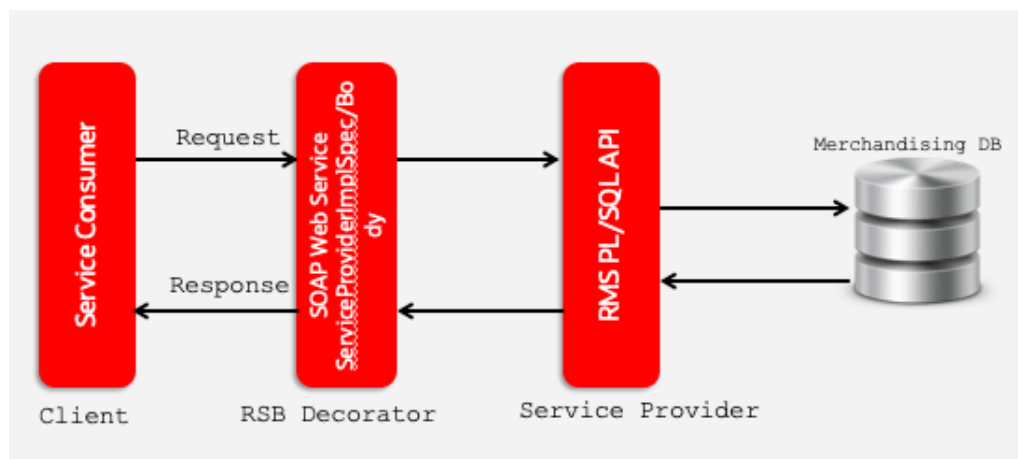 Service Consumer
Request
Response
SOAP Web Service
ServiceProviderImplSpec/Bo
dy
RMS PL/SQL API
Merchandising DB
Client
RSB Decorator
Service Provider